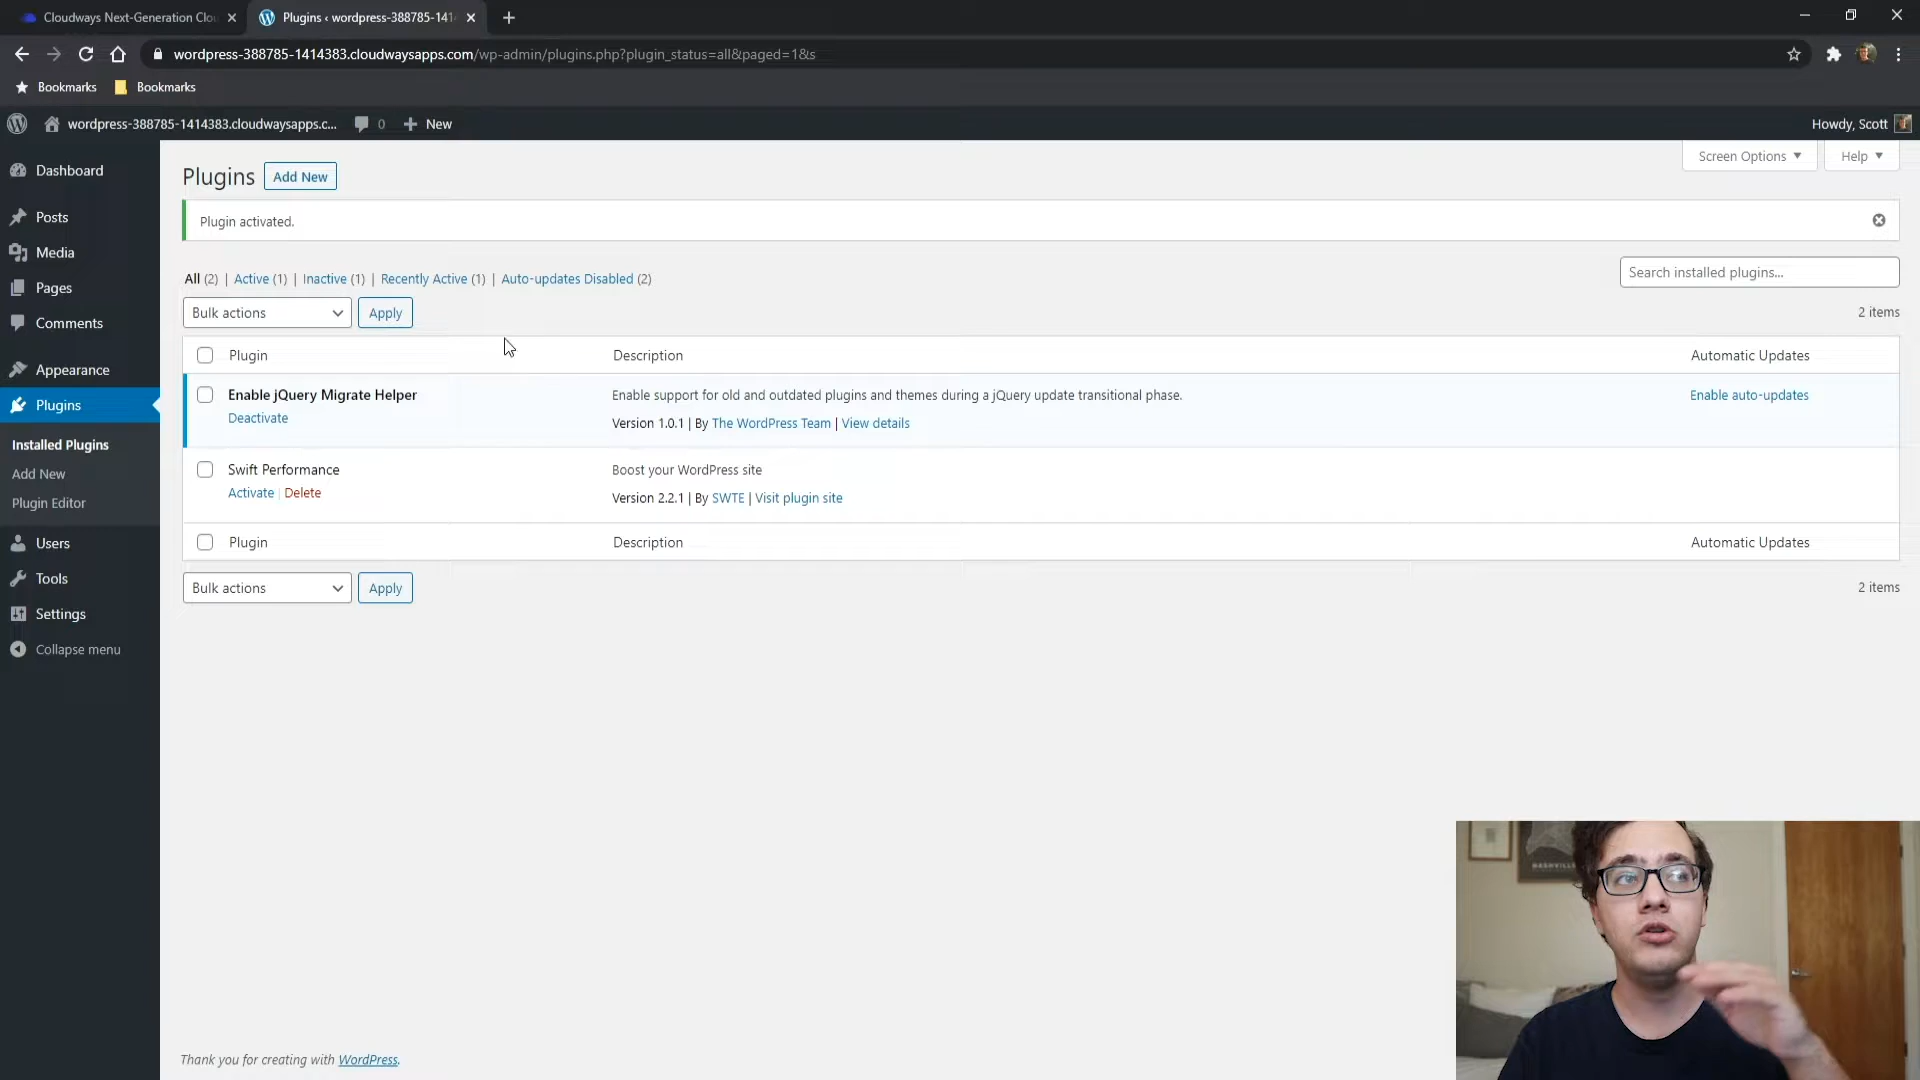 Cloudways Next-Generation Clou
Plugins ‹ wordpress-388785-141
wordpress-388785-1414383.cloudwaysapps.com/wp-admin/plugins.php?plugin_status=all&paged=1&s
Bookmarks
Bookmarks
wordpress-388785-1414383.cloudwaysapps.c...
0
New
Howdy, Scott
Dashboard
Posts
Media
Pages
Comments
Appearance
Plugins
Installed Plugins
Add New
Plugin Editor
Users
Tools
Settings
Collapse menu
Screen Options
Help
Plugins
Add New
Plugin activated.
All (2) | Active (1) | Inactive (1) | Recently Active (1) | Auto-updates Disabled (2)
Search installed plugins...
Bulk actions
Apply
2 items
Plugin
Description
Automatic Updates
Enable jQuery Migrate Helper
Deactivate
Enable support for old and outdated plugins and themes during a jQuery update transitional phase.
Version 1.0.1 | By The WordPress Team | View details
Enable auto-updates
Swift Performance
Activate | Delete
Boost your WordPress site
Version 2.2.1 | By SWTE | Visit plugin site
Plugin
Description
Automatic Updates
Bulk actions
Apply
2 items
NASHVILLE
Thank you for creating with WordPress.